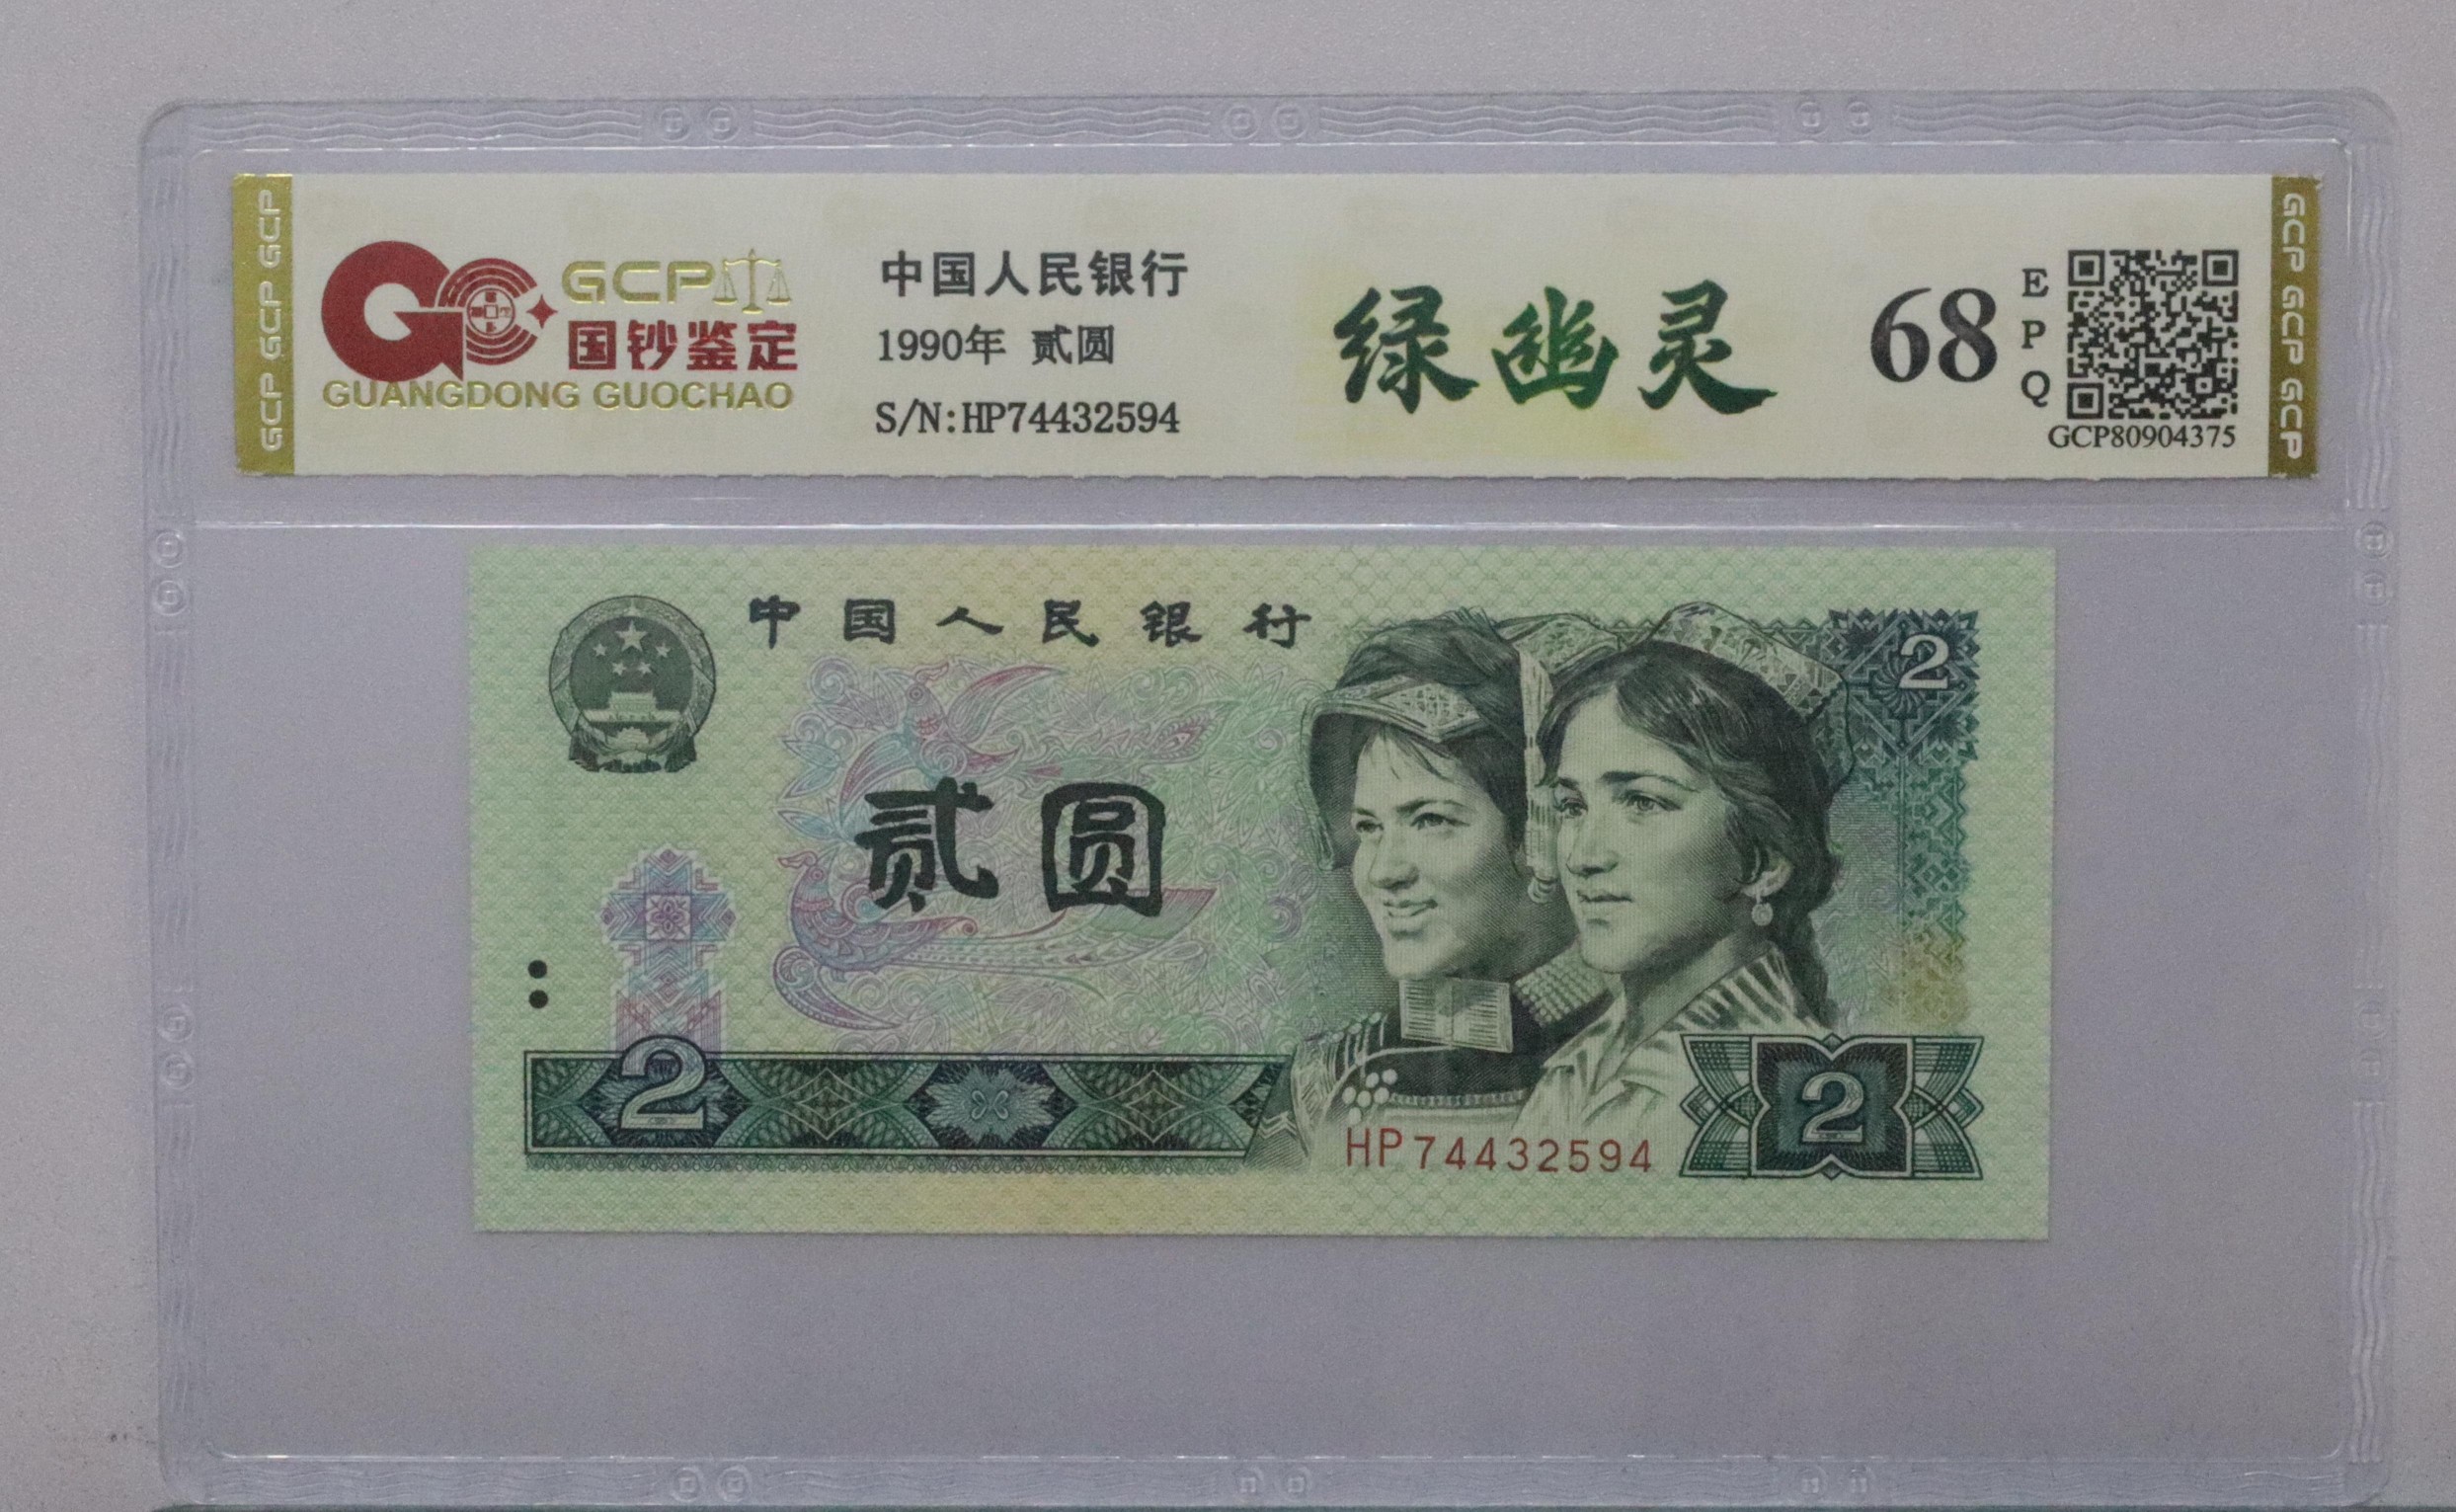 GCP GCP GCP
GCP
国钞鉴定
GUANGDONG GUOCHAO
中国人民银行
1990年 贰圆
S/N:HP74432594
绿幽灵
68
E
P
Q
GCP80904375
GCP GCP GCP
中国人民银行
2
贰圆
2
2
HP74432594